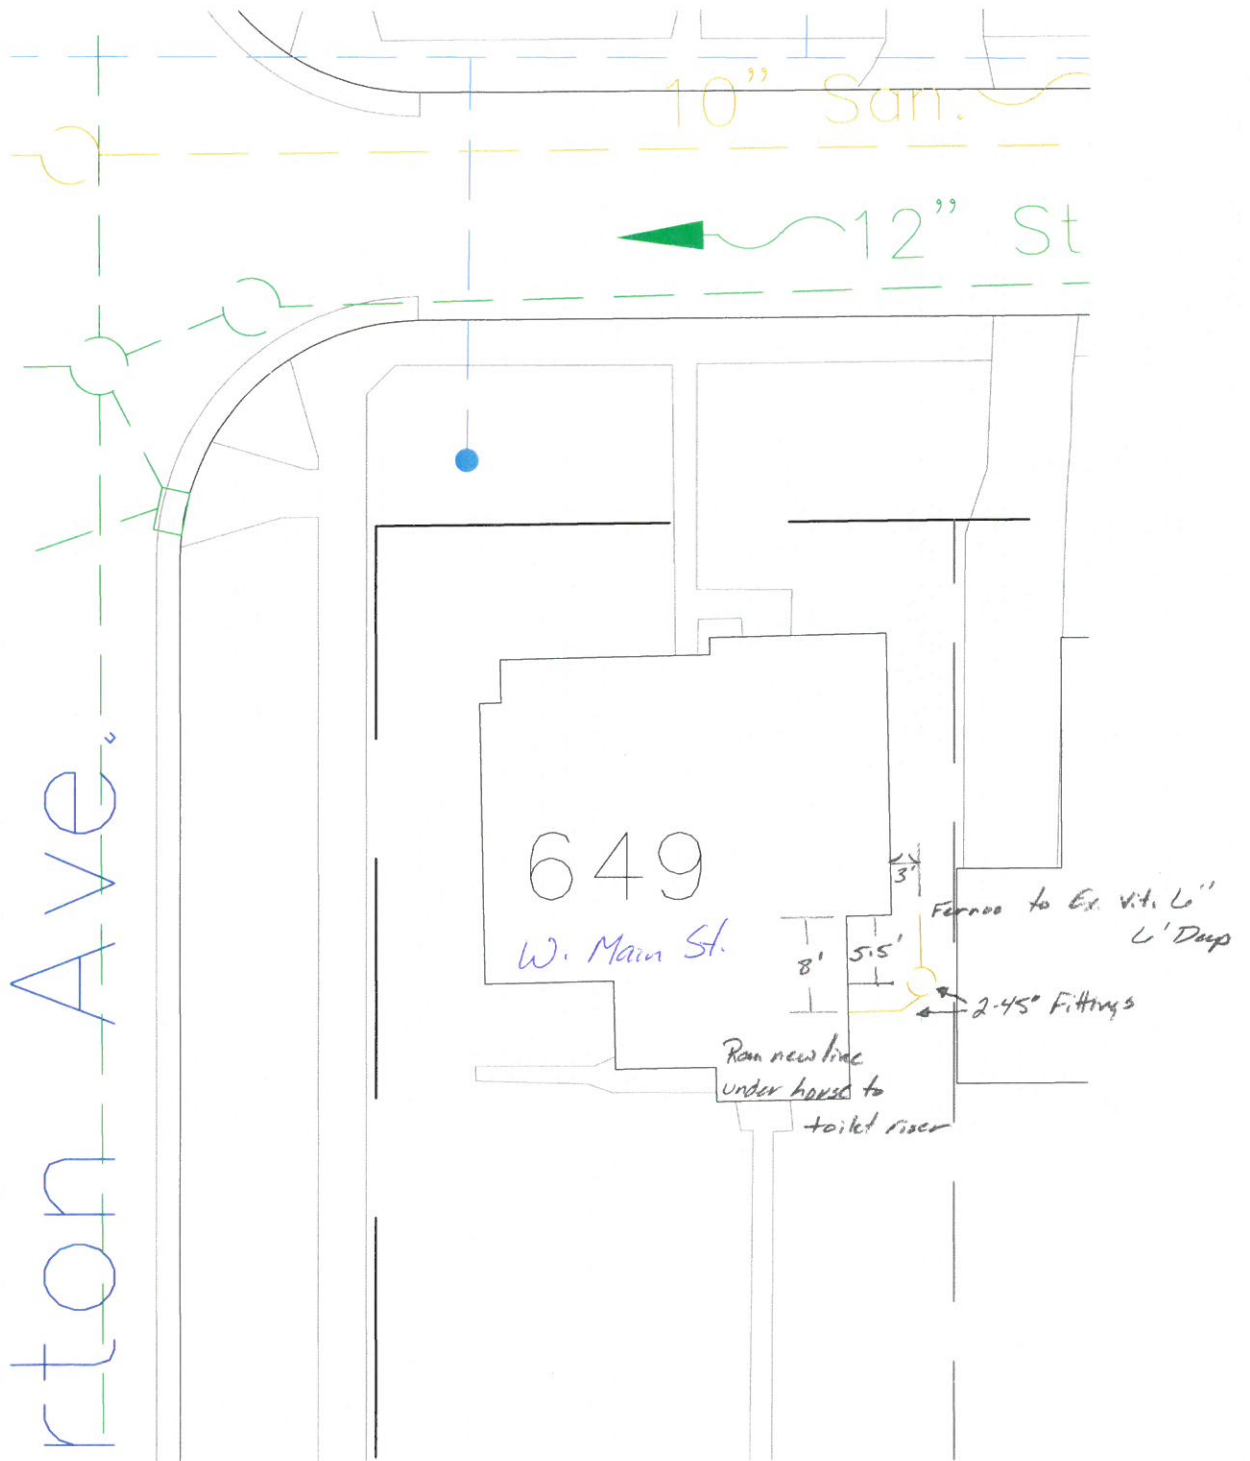 10" San.
12" St
rton Ave.
649
W. Main St.
3'
8'
5.5'
Fernco to Ex. Vit. 6"
6' Deep
2-45° Fittings
Ran new line
under house to
toilet riser